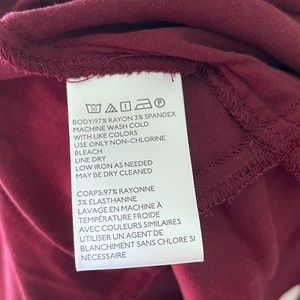 BODY:97% RAYON 3% SPANDEX
MACHINE WASH COLD
WITH LIKE COLORS
USE ONLY NON-CHLORINE
BLEACH
LINE DRY
LOW IRON AS NEEDED
MAY BE DRY CLEANED
CORPS:97% RAYONNE
3% ELASTHANNE
LAVAGE EN MACHINE À
TEMPÉRATURE FROIDE
AVEC COULEURS SIMILAIRES
UTILISER UN AGENT DE
BLANCHIMENT SANS CHLORE SI
NÉCESSAIRE